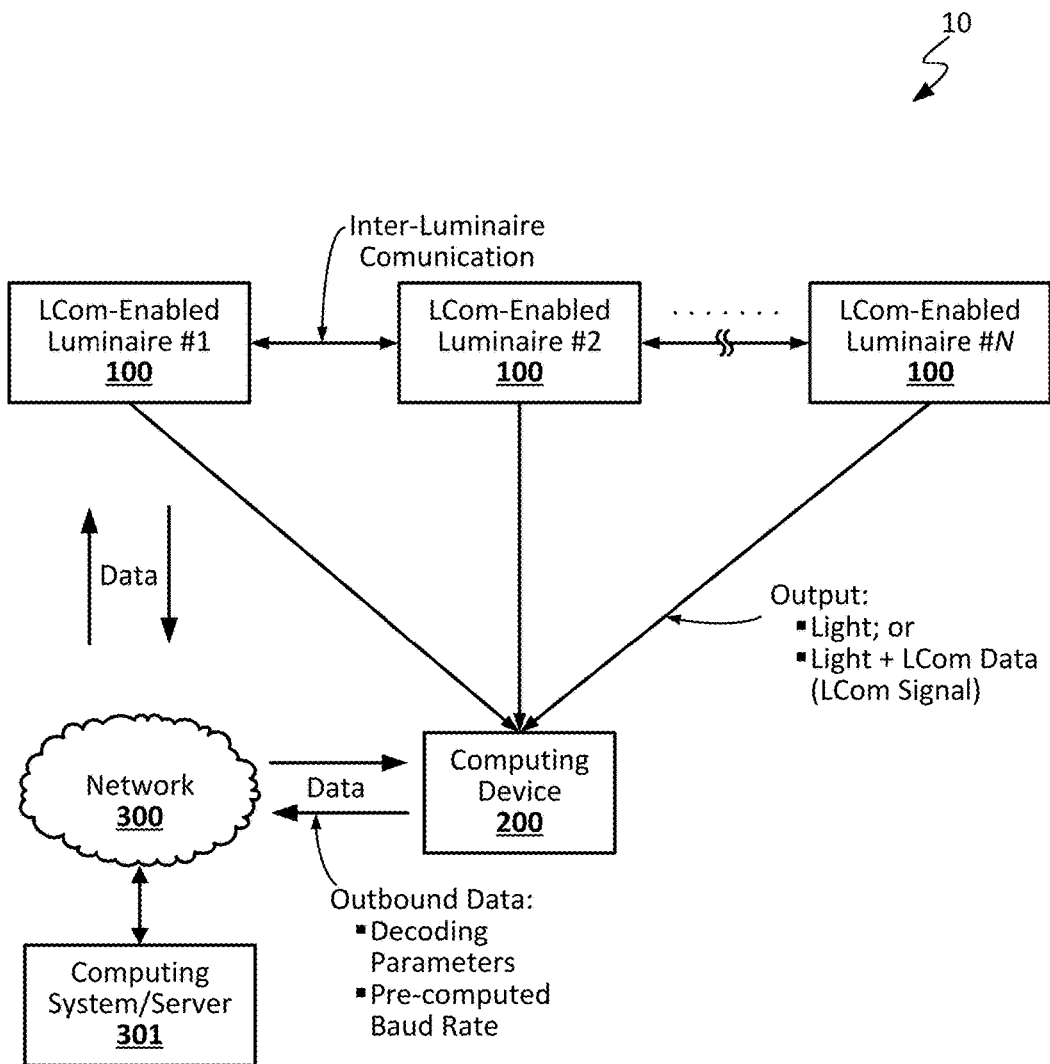 10
Inter-Luminaire
Comunication
LCom-Enabled
Luminaire #1
100
LCom-Enabled
Luminaire #2
100
. . . . . . .
LCom-Enabled
Luminaire #N
100
Data
Output:
▪Light; or
▪Light + LCom Data
(LCom Signal)
Network
300
Data
Computing
Device
200
Outbound Data:
▪Decoding
Parameters
▪Pre-computed
Baud Rate
Computing
System/Server
301